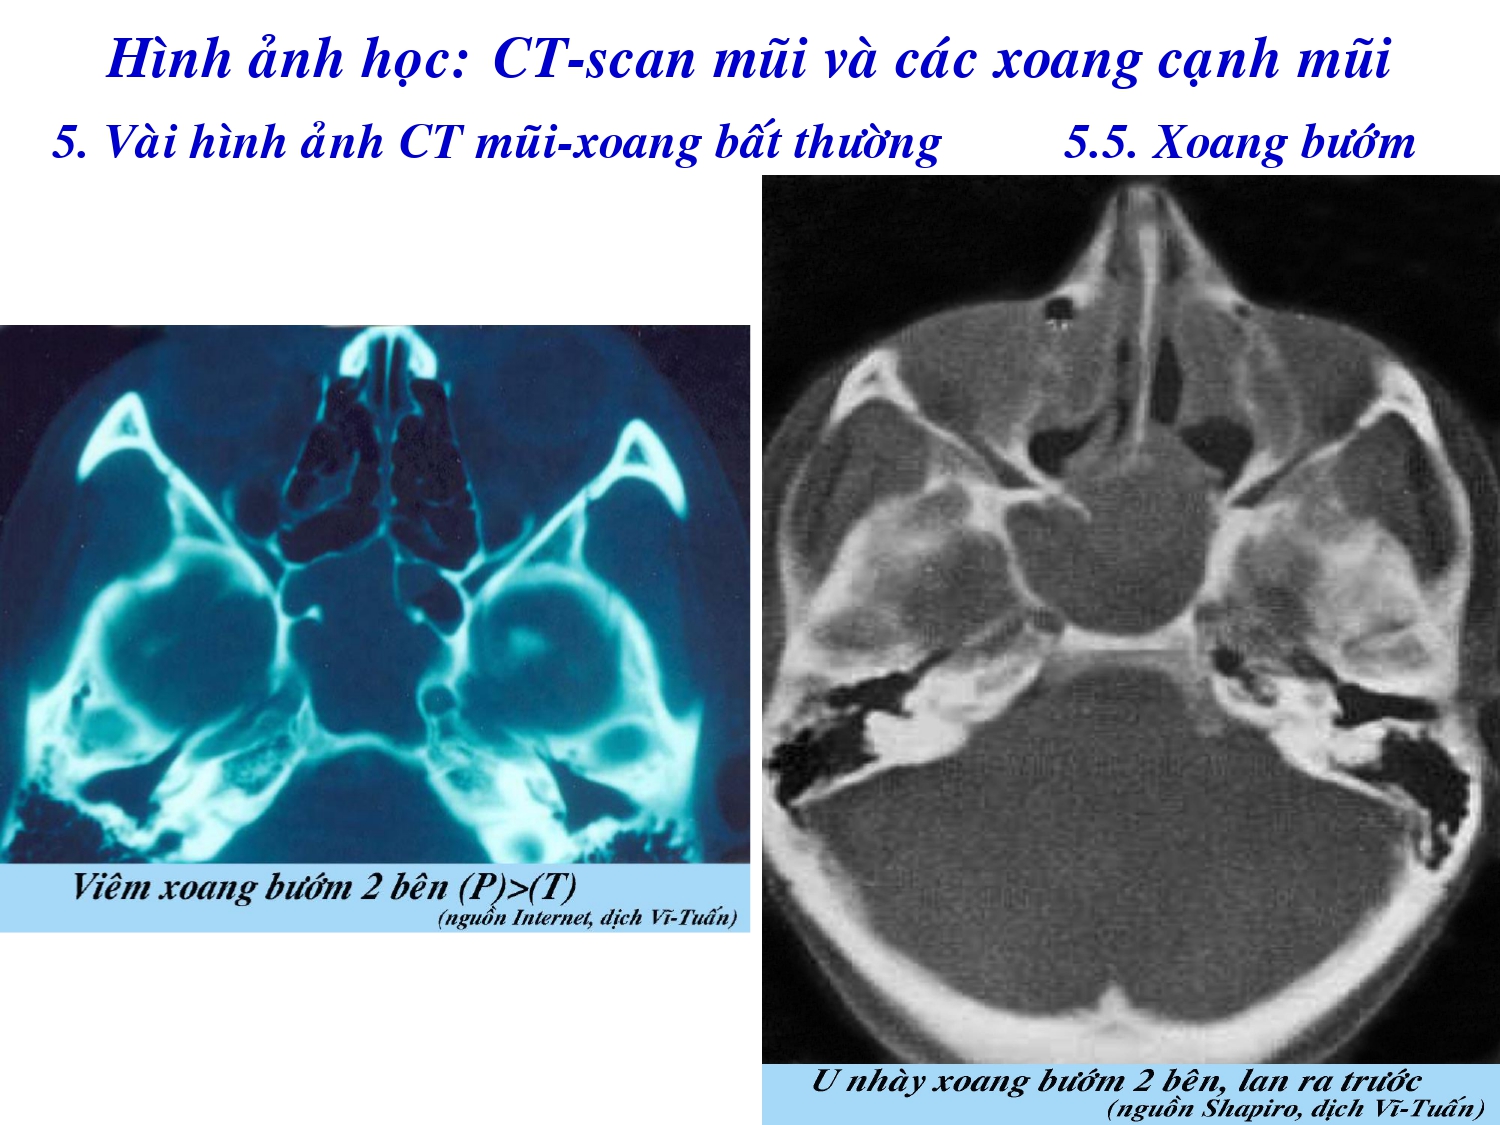 Hình ảnh học: CT-scan mũi và các xoang cạnh mũi
5. Vài hình ảnh CT mũi-xoang bất thường 5.5. Xoang bướm
Viêm xoang bướm 2 bên (P)>(T)
(nguồn Internet, dịch Vĩ-Tuấn)
U nhày xoang bướm 2 bên, lan ra trước
(nguồn Shapiro, dịch Vĩ-Tuấn)